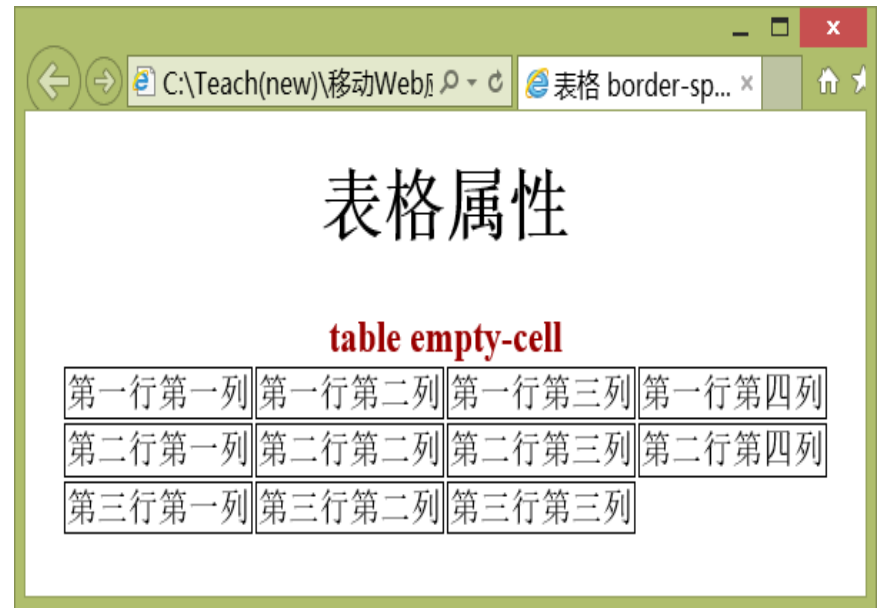 C:\Teach(new)\移动Web
表格 border-sp... ×
表格属性
table empty-cell
第一行第一列 第一行第二列 第一行第三列 第一行第四列
第二行第一列 第二行第二列 第二行第三列 第二行第四列
第三行第一列 第三行第二列 第三行第三列